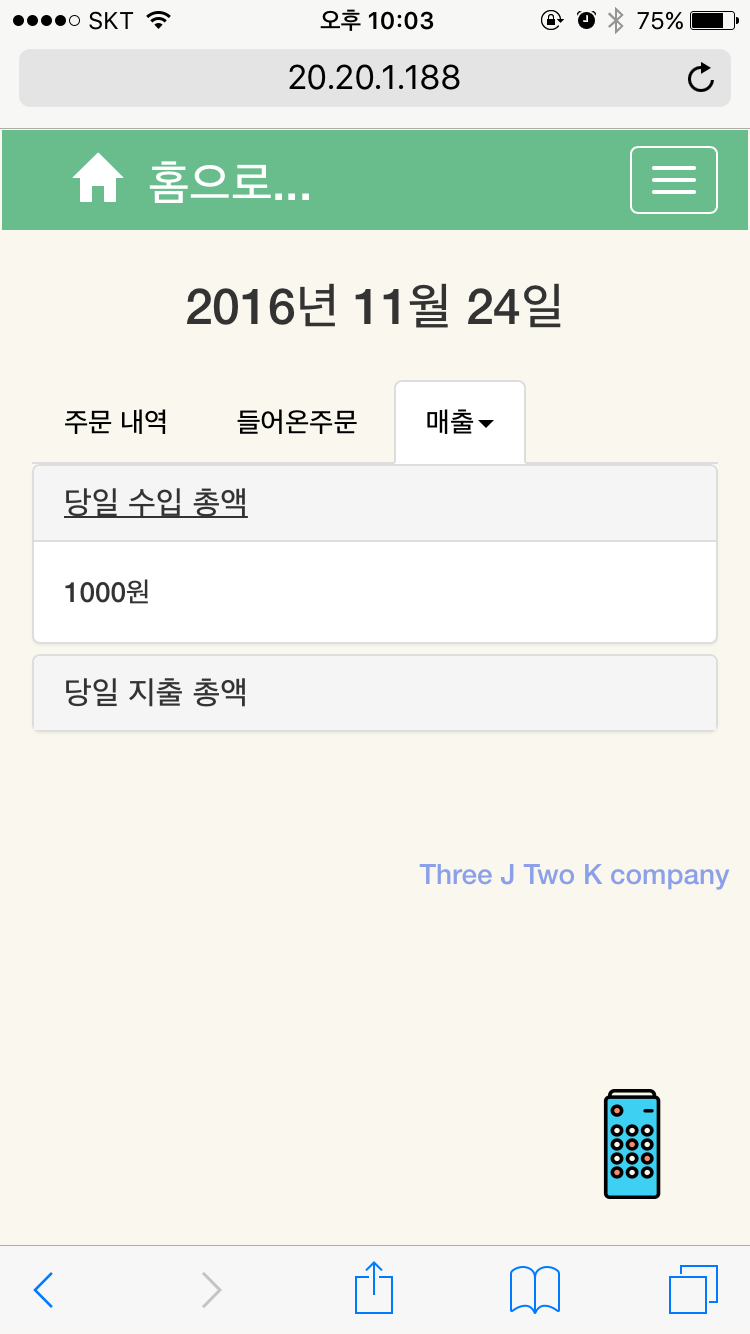 SKT 오후 10:03 75%
20.20.1.188
홈으로...
2016년 11월 24일
주문 내역 들어온주문 매출
당일 수입 총액
1000원
당일 지출 총액
Three J Two K company